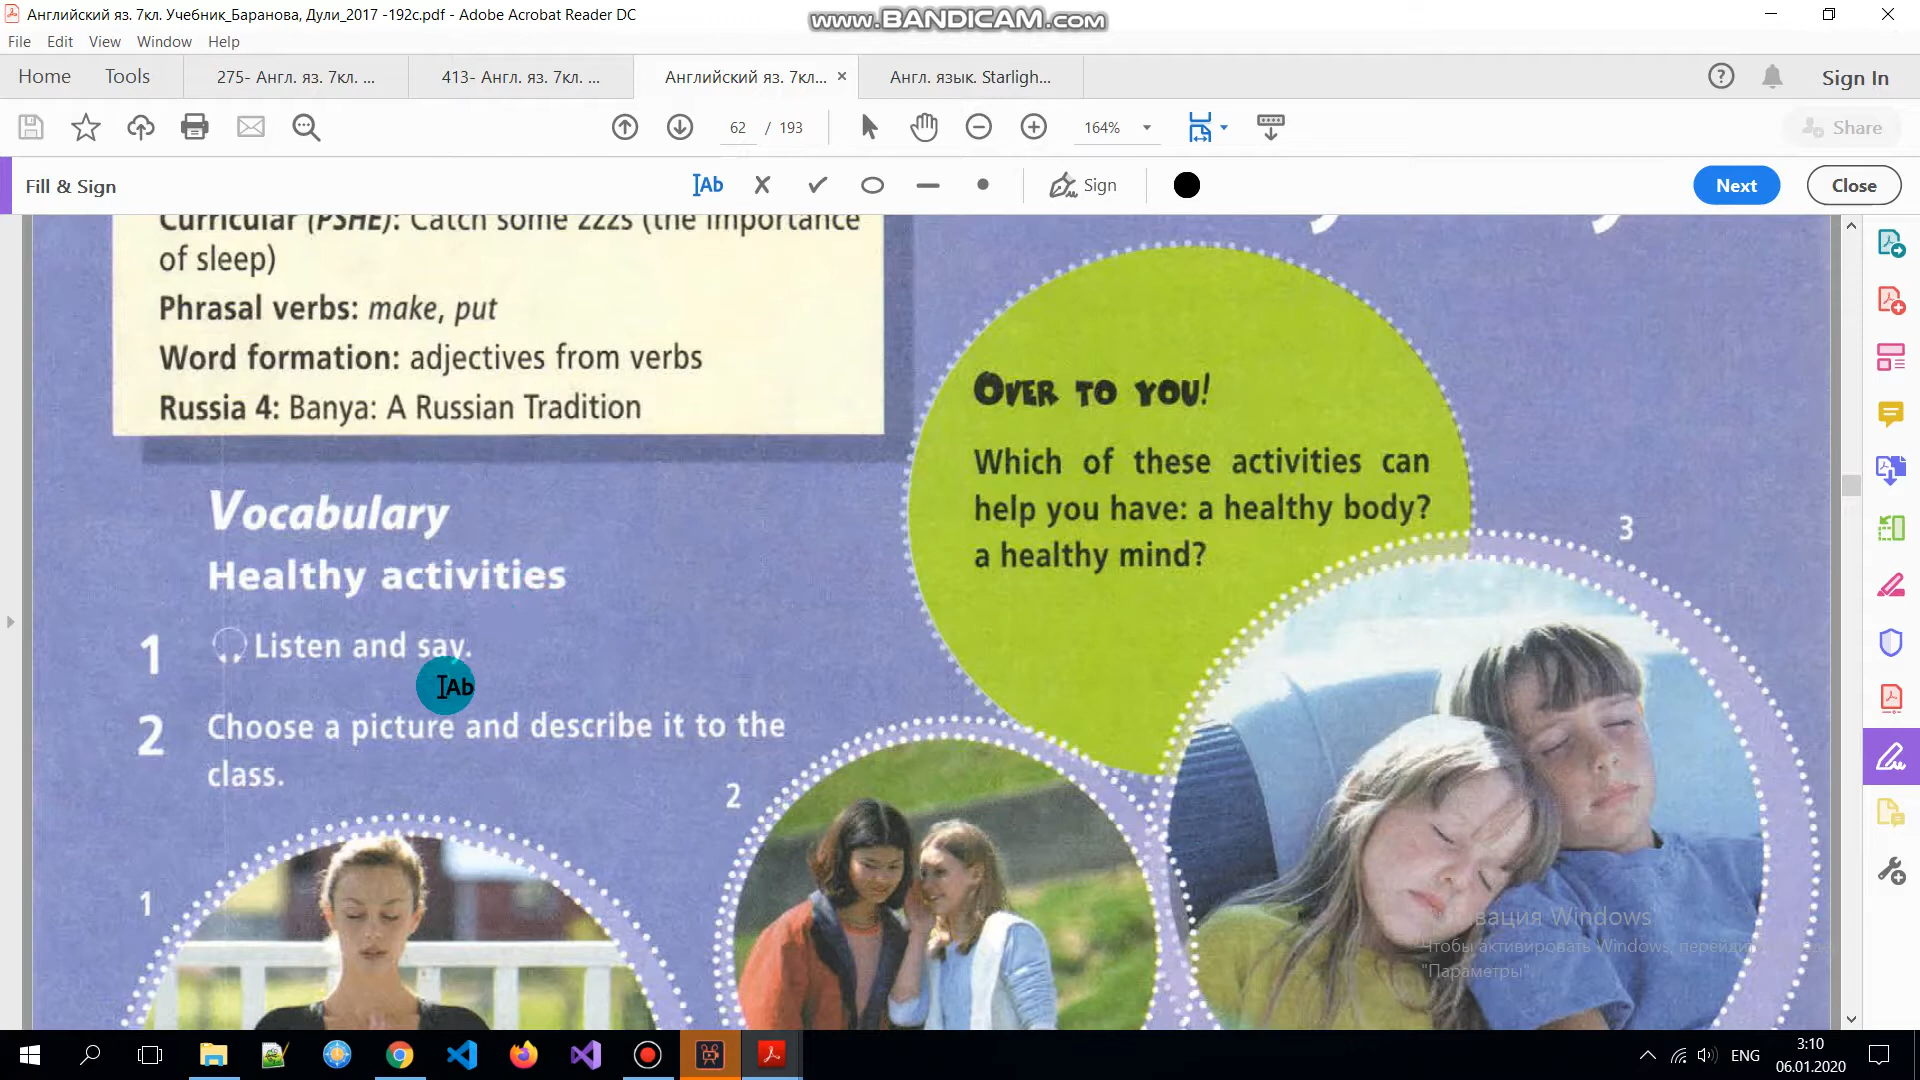 Английский яз. 7кл. Учебник_Баранова, Дули_2017 -192с.pdf - Adobe Acrobat Reader DC
www.BANDICAM.com
File Edit View Window Help
Home Tools 275- Англ. яз. 7кл. ... 413- Англ. яз. 7кл. ... Английский яз. 7кл... × Англ. язык. Starligh... Sign In
62 / 193 164% Share
Fill & Sign Ab Sign Next Close
Curricular (PSHE): Catch some zzzs (the importance
of sleep)
Phrasal verbs: make, put
Word formation: adjectives from verbs
Russia 4: Banya: A Russian Tradition
OVER TO YOU!
Which of these activities can
help you have: a healthy body?
a healthy mind?
Vocabulary
Healthy activities
1 Listen and say.
Ab
2 Choose a picture and describe it to the
class.
1
2
3
Чтобы активировать Windows,
"Параметры".
ENG
3:10
06.01.2020